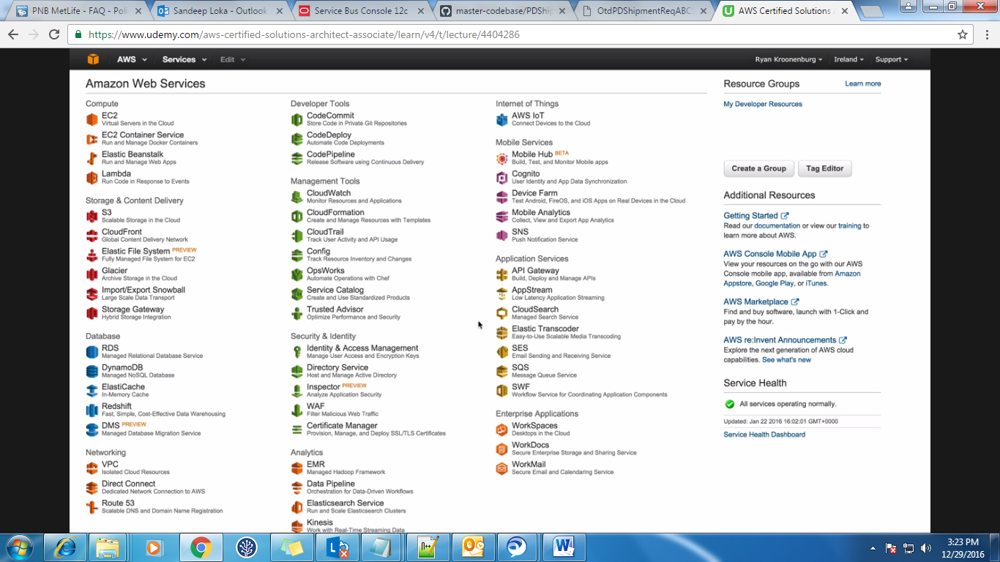 PNB MetLife - FAQ - Poli
Sandeep Loka - Outlook
Service Bus Console 12c
master-codebase/PDShip
OtdPDShipmentReqABCS
AWS Certified Solutions A
https://www.udemy.com/aws-certified-solutions-architect-associate/learn/v4/t/lecture/4404286
AWS Services Edit
Ryan Kroonenburg Ireland Support
Amazon Web Services
Compute
EC2
Virtual Servers in the Cloud
EC2 Container Service
Run and Manage Docker Containers
Elastic Beanstalk
Run and Manage Web Apps
Lambda
Run Code in Response to Events
Storage & Content Delivery
S3
Scalable Storage in the Cloud
CloudFront
Global Content Delivery Network
Elastic File System PREVIEW
Fully Managed File System for EC2
Glacier
Archive Storage in the Cloud
Import/Export Snowball
Large Scale Data Transport
Storage Gateway
Hybrid Storage Integration
Database
RDS
Managed Relational Database Service
DynamoDB
Managed NoSQL Database
ElastiCache
In-Memory Cache
Redshift
Fast, Simple, Cost-Effective Data Warehousing
DMS PREVIEW
Managed Database Migration Service
Networking
VPC
Isolated Cloud Resources
Direct Connect
Dedicated Network Connection to AWS
Route 53
Scalable DNS and Domain Name Registration
Developer Tools
CodeCommit
Store Code in Private Git Repositories
CodeDeploy
Automate Code Deployments
CodePipeline
Release Software using Continuous Delivery
Management Tools
CloudWatch
Monitor Resources and Applications
CloudFormation
Create and Manage Resources with Templates
CloudTrail
Track User Activity and API Usage
Config
Track Resource Inventory and Changes
OpsWorks
Automate Operations with Chef
Service Catalog
Create and Use Standardized Products
Trusted Advisor
Optimize Performance and Security
Security & Identity
Identity & Access Management
Manage User Access and Encryption Keys
Directory Service
Host and Manage Active Directory
Inspector PREVIEW
Analyze Application Security
WAF
Filter Malicious Web Traffic
Certificate Manager
Provision, Manage, and Deploy SSL/TLS Certificates
Analytics
EMR
Managed Hadoop Framework
Data Pipeline
Orchestration for Data-Driven Workflows
Elasticsearch Service
Run and Scale Elasticsearch Clusters
Kinesis
Work with Real-Time Streaming Data
Internet of Things
AWS IoT
Connect Devices to the Cloud
Mobile Services
Mobile Hub BETA
Build, Test, and Monitor Mobile apps
Cognito
User Identity and App Data Synchronization
Device Farm
Test Android, FireOS, and iOS Apps on Real Devices in the Cloud
Mobile Analytics
Collect, View and Export App Analytics
SNS
Push Notification Service
Application Services
API Gateway
Build, Deploy and Manage APIs
AppStream
Low Latency Application Streaming
CloudSearch
Managed Search Service
Elastic Transcoder
Easy-to-Use Scalable Media Transcoding
SES
Email Sending and Receiving Service
SQS
Message Queue Service
SWF
Workflow Service for Coordinating Application Components
Enterprise Applications
WorkSpaces
Desktops in the Cloud
WorkDocs
Secure Enterprise Storage and Sharing Service
WorkMail
Secure Email and Calendaring Service
Resource Groups Learn more
My Developer Resources
Create a Group Tag Editor
Additional Resources
Getting Started
Read our documentation or view our training to
learn more about AWS.
AWS Console Mobile App
View your resources on the go with our AWS
Console mobile app, available from Amazon
Appstore, Google Play, or iTunes.
AWS Marketplace
Find and buy software, launch with 1-Click and
pay by the hour.
AWS re:Invent Announcements
Explore the next generation of AWS cloud
capabilities. See what's new
Service Health
All services operating normally.
Updated: Jan 22 2016 16:02:01 GMT+0000
Service Health Dashboard
3:23 PM
12/29/2016